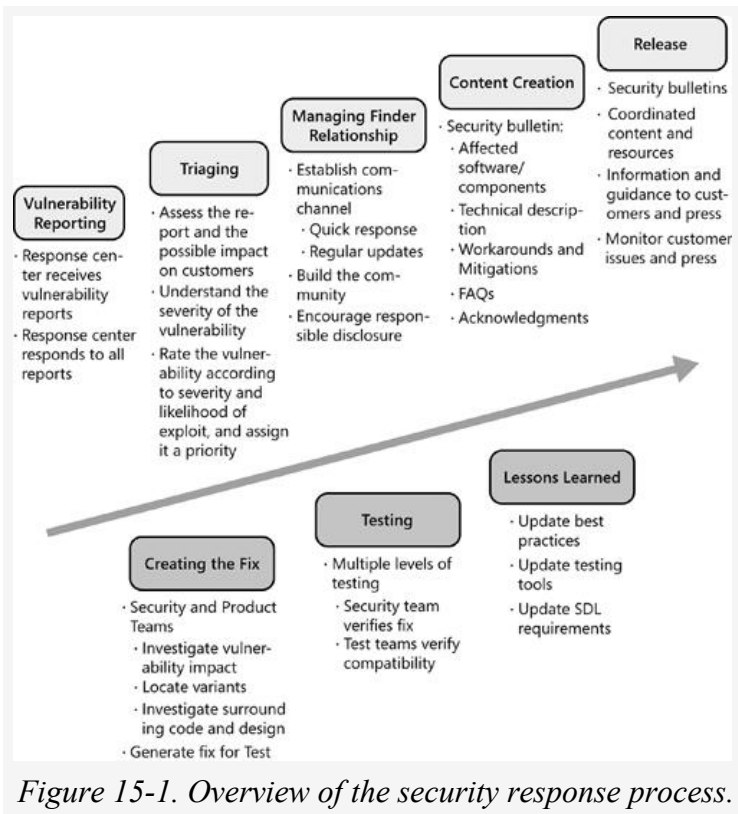 Vulnerability
Reporting
· Response cen-
ter receives
vulnerability
reports
· Response center
responds to all
reports
Triaging
· Assess the re-
port and the
possible impact
on customers
· Understand the
severity of the
vulnerability
· Rate the vulner-
ability according
to severity and
likelihood of
exploit, and assign
it a priority
Managing Finder
Relationship
· Establish com-
munications
channel
· Quick response
· Regular updates
· Build the com-
munity
· Encourage respon-
sible disclosure
Content Creation
· Security bulletin:
· Affected
software/
components
· Technical descrip-
tion
· Workarounds and
Mitigations
· FAQs
· Acknowledgments
Release
· Security bulletins
· Coordinated
content and
resources
· Information and
guidance to cust-
omers and press
· Monitor customer
issues and press
Creating the Fix
· Security and Product
Teams
· Investigate vulner-
ability impact
· Locate variants
· Investigate surround
ing code and design
· Generate fix for Test
Testing
· Multiple levels of
testing
· Security team
verifies fix
· Test teams verify
compatibility
Lessons Learned
· Update best
practices
· Update testing
tools
· Update SDL
requirements
Figure 15-1. Overview of the security response process.